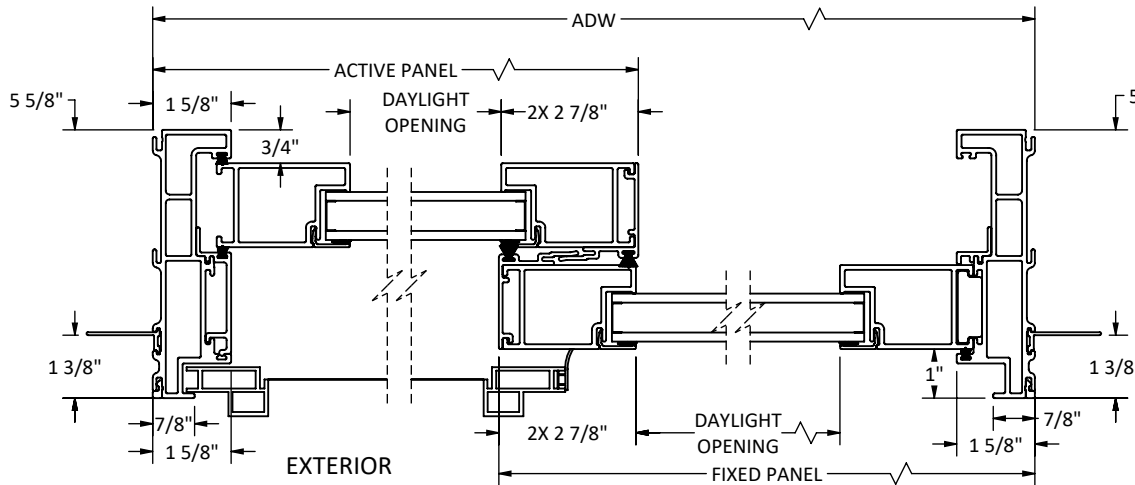 ADW
ACTIVE PANEL
5 5/8"
1 5/8"
DAYLIGHT
OPENING
2X 2 7/8"
5
3/4"
1 3/8"
1"
1 3/8
7/8"
1 5/8"
EXTERIOR
2X 2 7/8"
DAYLIGHT
OPENING
7/8"
1 5/8"
FIXED PANEL